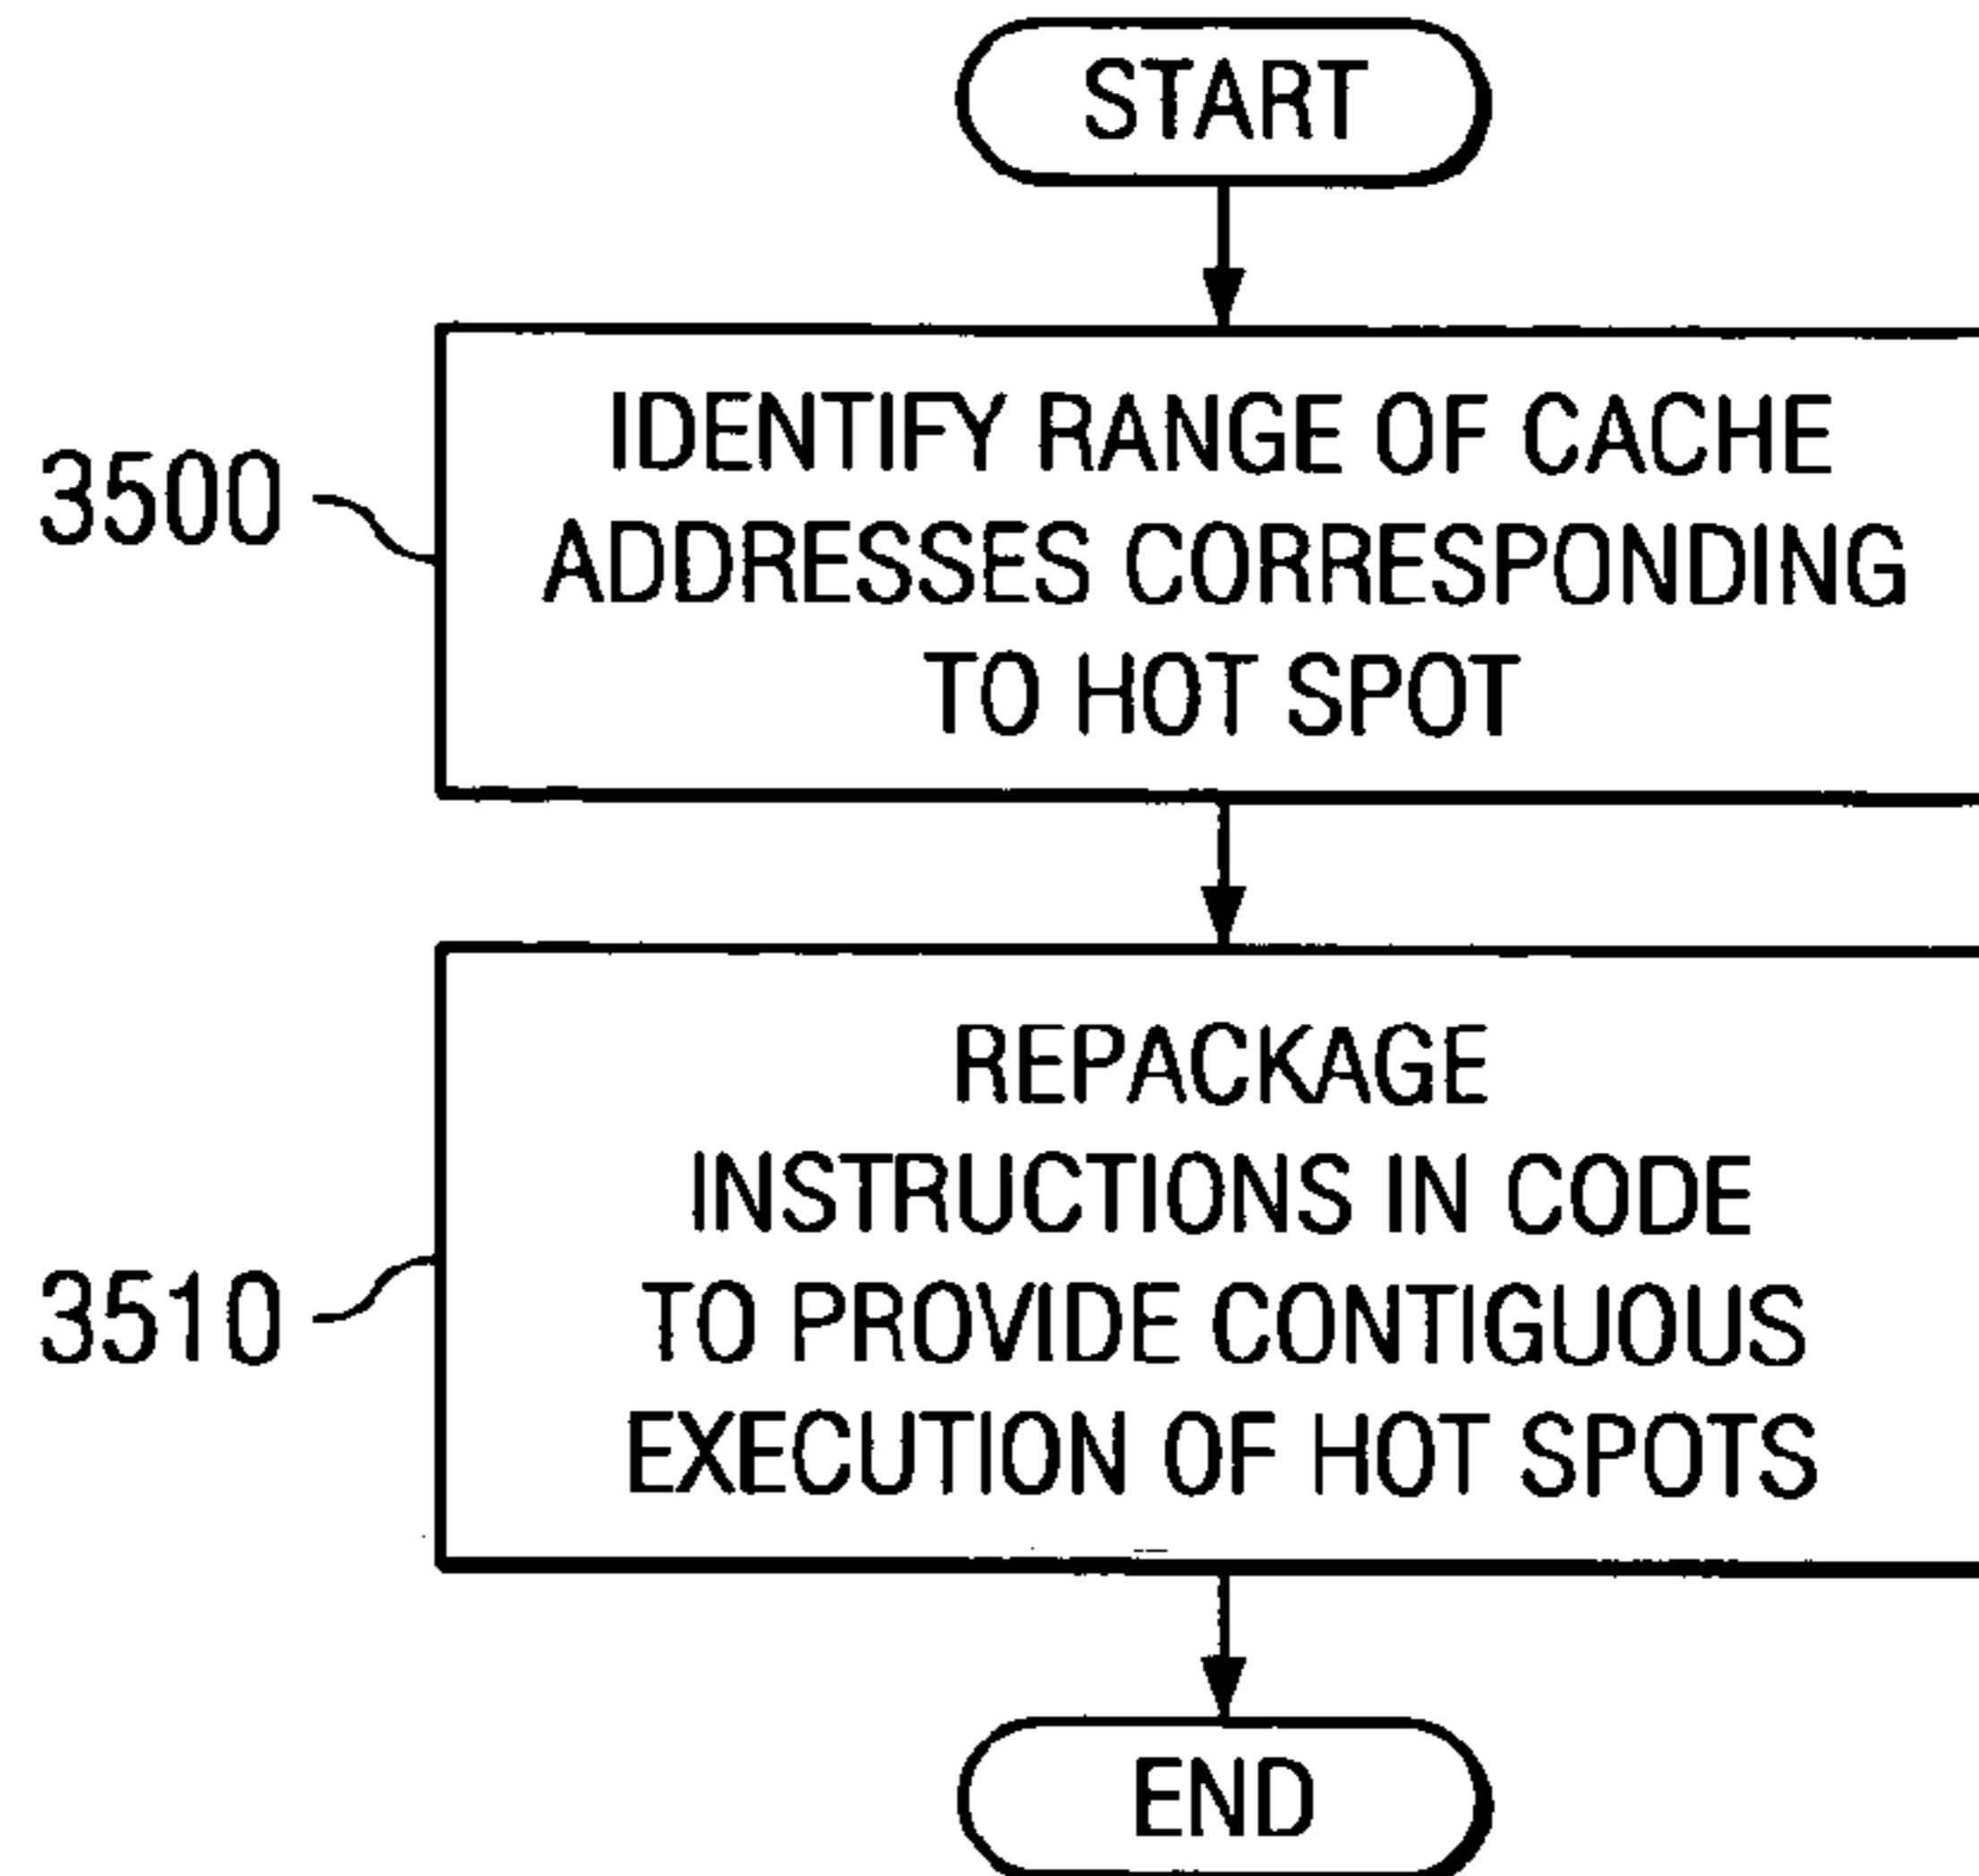 START
3500
IDENTIFY RANGE OF CACHE
ADDRESSES CORRESPONDING
TO HOT SPOT
3510
REPACKAGE
INSTRUCTIONS IN CODE
TO PROVIDE CONTIGUOUS
EXECUTION OF HOT SPOTS
END